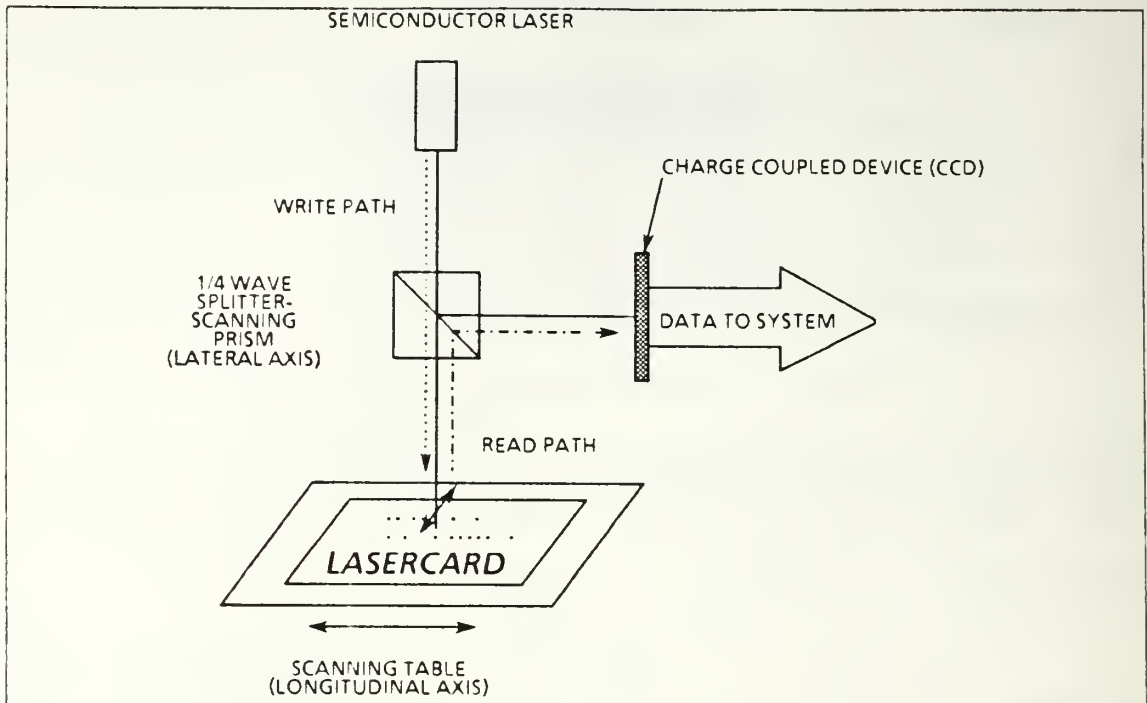 SEMICONDUCTOR LASER
CHARGE COUPLED DEVICE (CCD)
WRITE PATH
1/4 WAVE
SPLITTER-
SCANNING
PRISM
(LATERAL AXIS)
DATA TO SYSTEM
READ PATH
LASERCARD
SCANNING TABLE
(LONGITUDINAL AXIS)